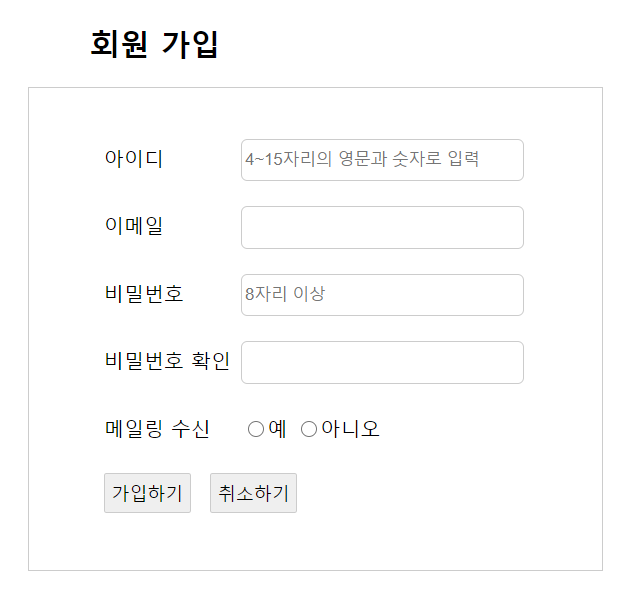 회원 가입
아이디 4~15자리의 영문과 숫자로 입력
이메일
비밀번호 8자리 이상
비밀번호 확인
메일링 수신 예 아니오
가입하기 취소하기